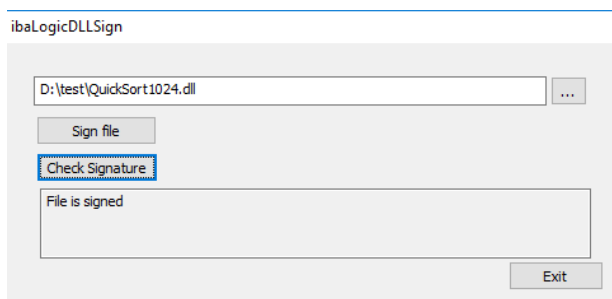 ibaLogicDLLSign
D:\test\QuickSort1024.dll
...
Sign file
Check Signature
File is signed
Exit